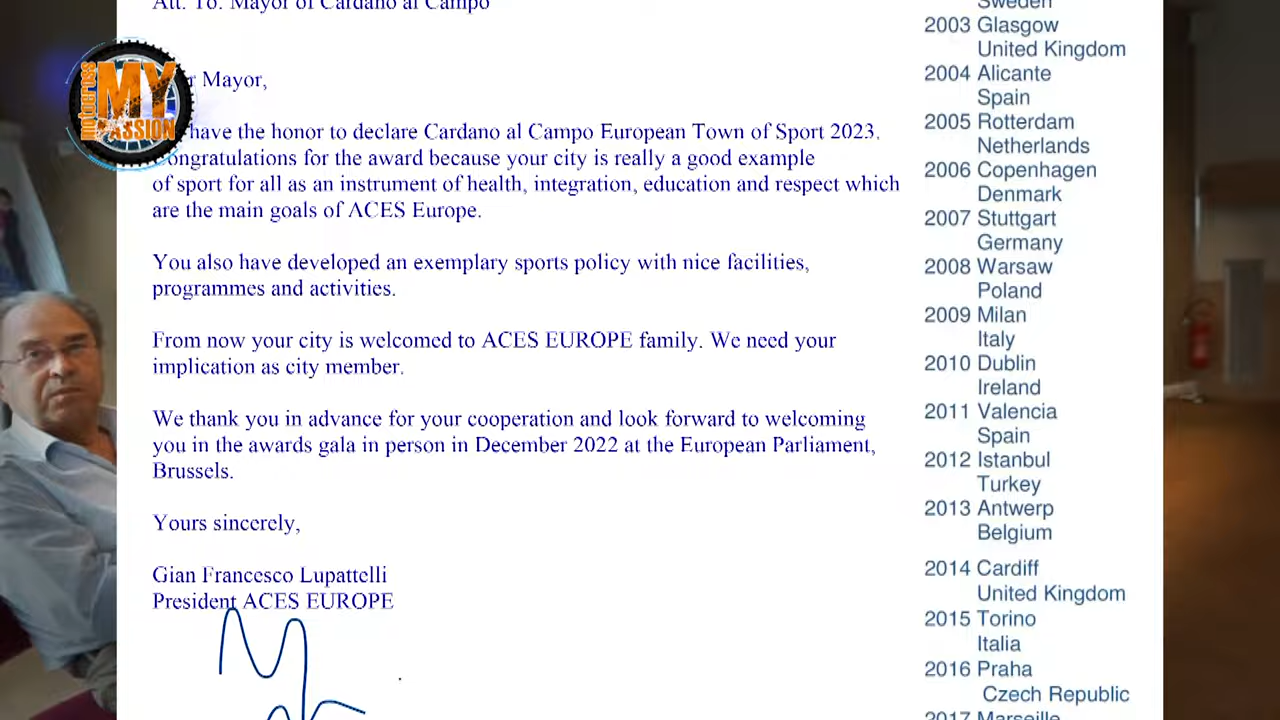 Att. To. Mayor of Cardano al Campo
r Mayor,
have the honor to declare Cardano al Campo European Town of Sport 2023.
Congratulations for the award because your city is really a good example
of sport for all as an instrument of health, integration, education and respect which
are the main goals of ACES Europe.
You also have developed an exemplary sports policy with nice facilities,
programmes and activities.
From now your city is welcomed to ACES EUROPE family. We need your
implication as city member.
We thank you in advance for your cooperation and look forward to welcoming
you in the awards gala in person in December 2022 at the European Parliament,
Brussels.
Yours sincerely,
Gian Francesco Lupattelli
President ACES EUROPE
Sweden
2003 Glasgow
United Kingdom
2004 Alicante
Spain
2005 Rotterdam
Netherlands
2006 Copenhagen
Denmark
2007 Stuttgart
Germany
2008 Warsaw
Poland
2009 Milan
Italy
2010 Dublin
Ireland
2011 Valencia
Spain
2012 Istanbul
Turkey
2013 Antwerp
Belgium
2014 Cardiff
United Kingdom
2015 Torino
Italia
2016 Praha
Czech Republic
2017 Marseille
motocross
MY
PASSION